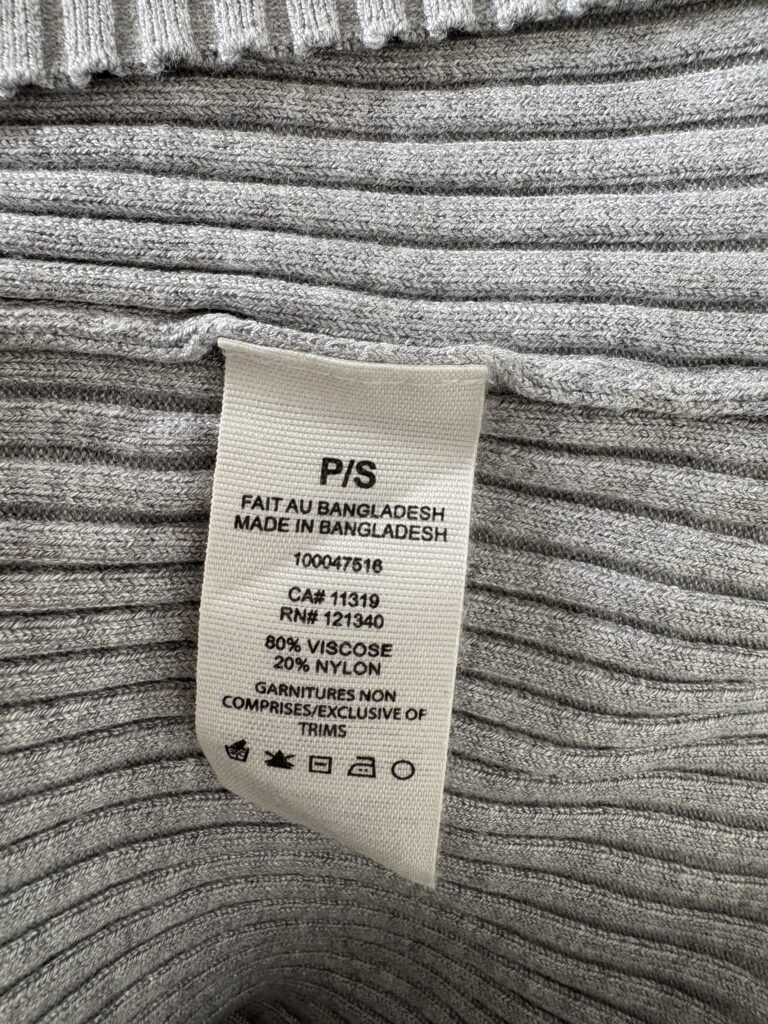 P/S
FAIT AU BANGLADESH
MADE IN BANGLADESH
100047516
CA# 11319
RN# 121340
80% VISCOSE
20% NYLON
GARNITURES NON
COMPRISES/EXCLUSIVE OF
TRIMS